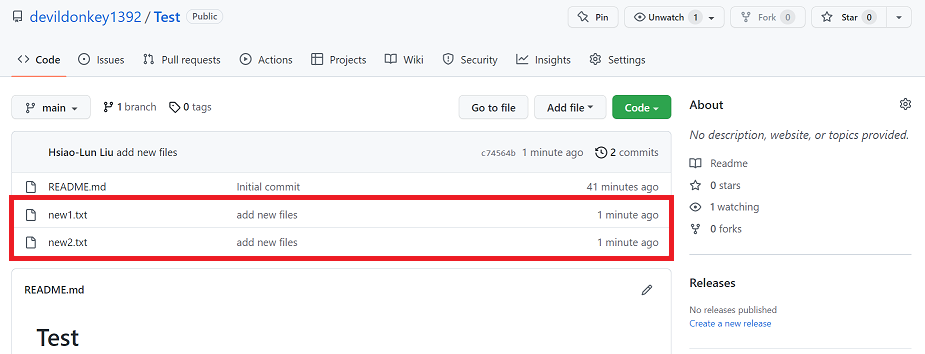 devildonkey1392 / Test Public Pin Unwatch 1 Fork 0 Star 0
Code Issues Pull requests Actions Projects Wiki Security Insights Settings
main 1 branch 0 tags Go to file Add file Code
Hsiao-Lun Liu add new files c74564b 1 minute ago 2 commits
README.md Initial commit 41 minutes ago
new1.txt add new files 1 minute ago
new2.txt add new files 1 minute ago
README.md
Test
About
No description, website, or topics provided.
Readme
0 stars
1 watching
0 forks
Releases
No releases published
Create a new release